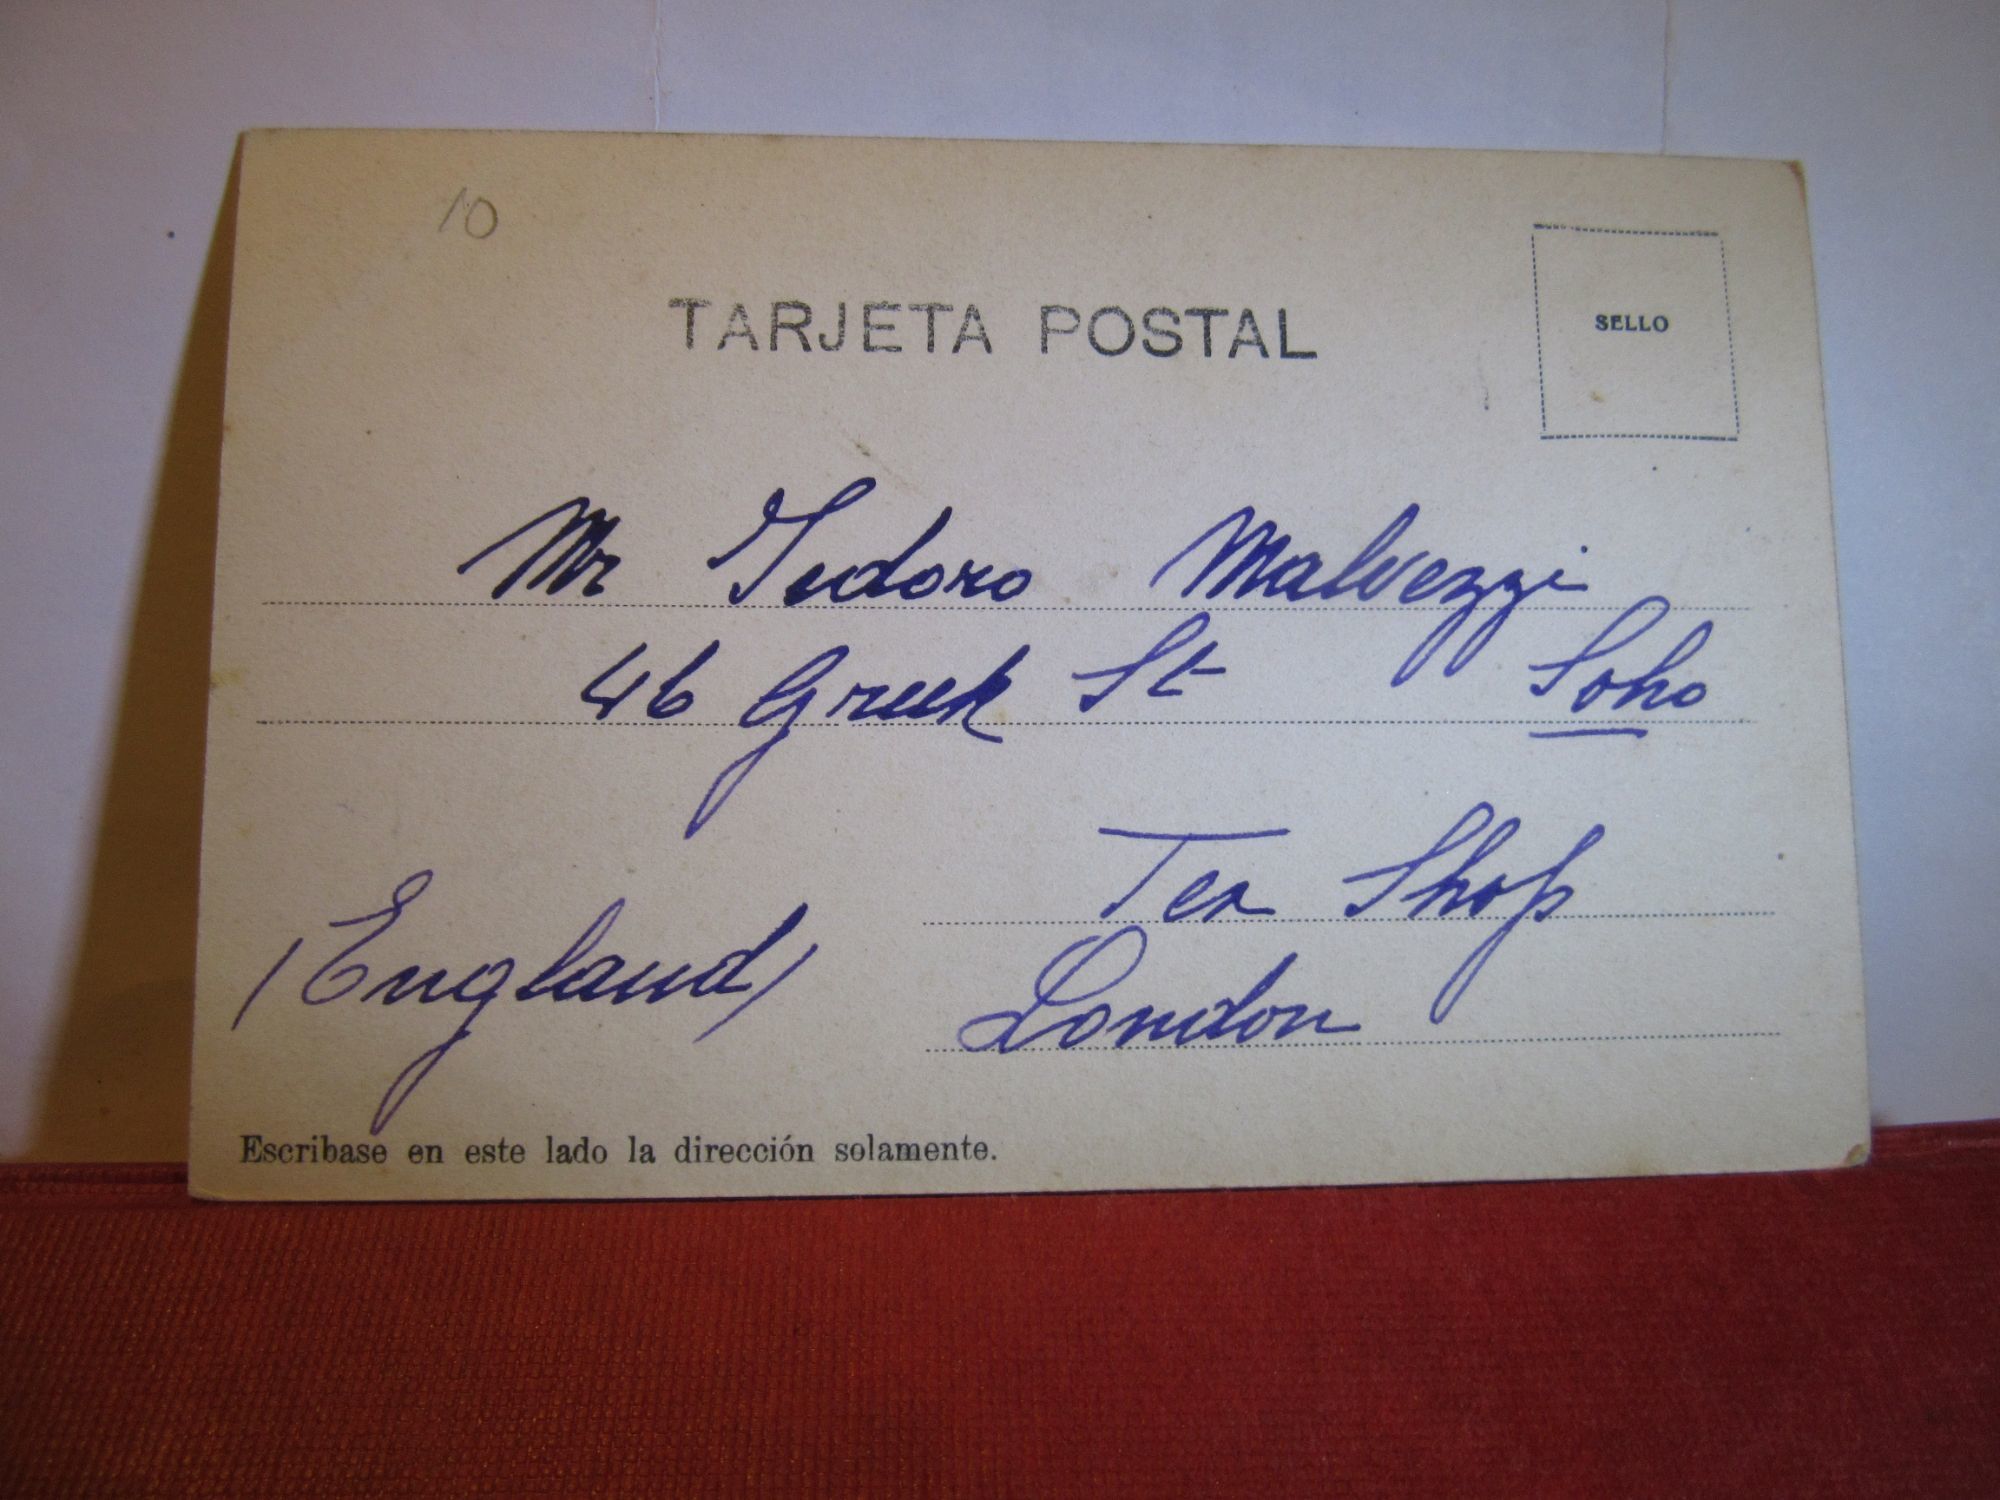 10
TARJETA POSTAL
SELLO
Mr Isidoro Malvezzi
46 Greek St Soho
Tea Shop
(England) London
Escribase en este lado la dirección solamente.